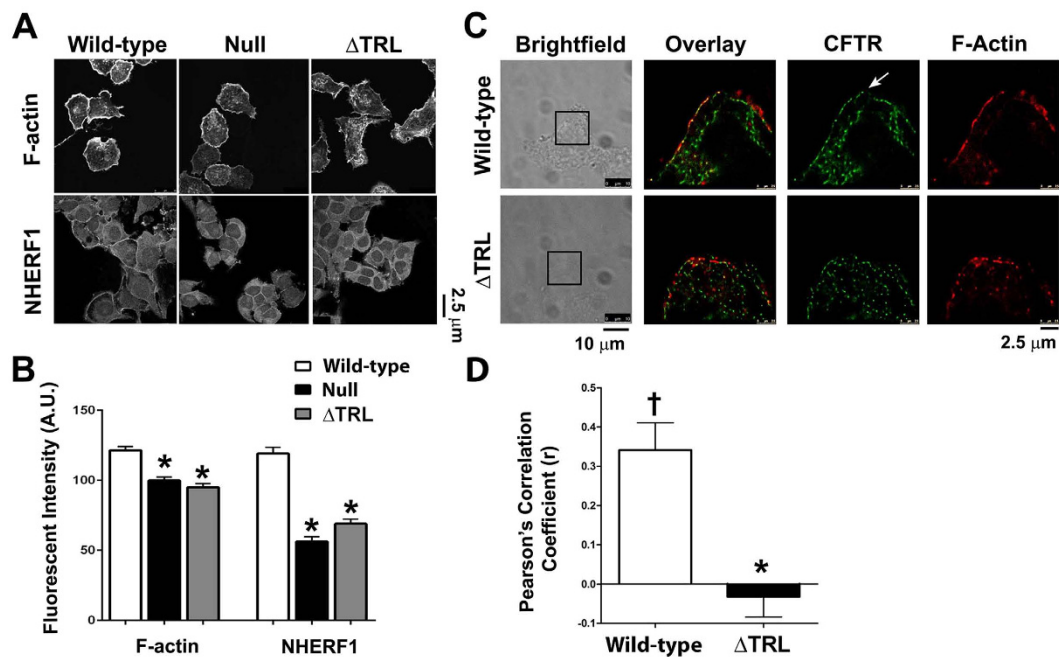 A
Wild-type
Null
ΔTRL
F-actin
NHERF1
2.5 μm
B
Wild-type
Null
ΔTRL
Fluorescent Intensity (A.U.)
150
100
50
0
*
*
*
*
F-actin
NHERF1
C
Brightfield
Overlay
CFTR
F-Actin
Wild-type
ΔTRL
10 μm
2.5 μm
D
Pearson's Correlation
Coefficient (r)
0.5
0.4
0.3
0.2
0.1
0.0
-0.1
†
*
Wild-type
ΔTRL